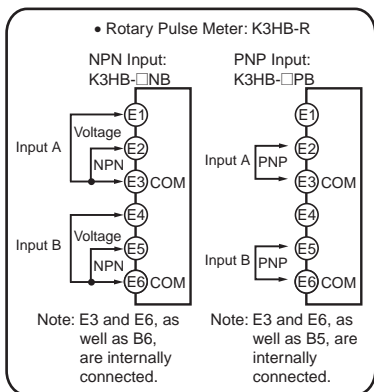 • Rotary Pulse Meter: K3HB-R
NPN Input:
K3HB-□NB
E1
Voltage
Input A
E2
NPN
E3 COM
E4
Voltage
Input B
E5
NPN
E6 COM
Note: E3 and E6, as
well as B6,
are internally
connected.
PNP Input:
K3HB-□PB
E1
E2
Input A PNP
E3 COM
E4
E5
Input B PNP
E6 COM
Note: E3 and E6, as
well as B5, are
internally
connected.